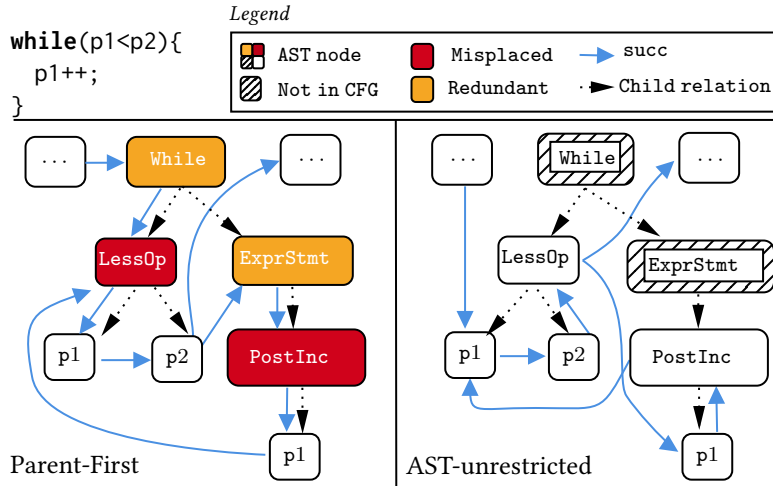 Legend
while(p1<p2){
p1++;
}
AST node
Misplaced
succ
Not in CFG
Redundant
Child relation
···
While
···
LessOp
ExprStmt
p1
p2
PostInc
p1
Parent-First
···
While
···
LessOp
ExprStmt
p1
p2
PostInc
p1
AST-unrestricted